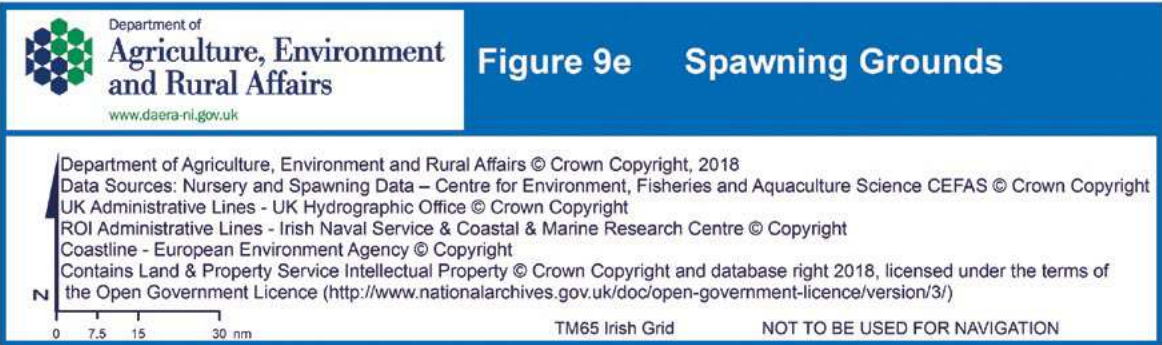 Department of
Agriculture, Environment
and Rural Affairs
www.daera-ni.gov.uk
Figure 9e Spawning Grounds
Department of Agriculture, Environment and Rural Affairs © Crown Copyright, 2018
Data Sources: Nursery and Spawning Data – Centre for Environment, Fisheries and Aquaculture Science CEFAS © Crown Copyright
UK Administrative Lines - UK Hydrographic Office © Crown Copyright
ROI Administrative Lines - Irish Naval Service & Coastal & Marine Research Centre © Copyright
Coastline - European Environment Agency © Copyright
Contains Land & Property Service Intellectual Property © Crown Copyright and database right 2018, licensed under the terms of
the Open Government Licence (http://www.nationalarchives.gov.uk/doc/open-government-licence/version/3/)
N
0 7.5 15 30 nm
TM65 Irish Grid NOT TO BE USED FOR NAVIGATION